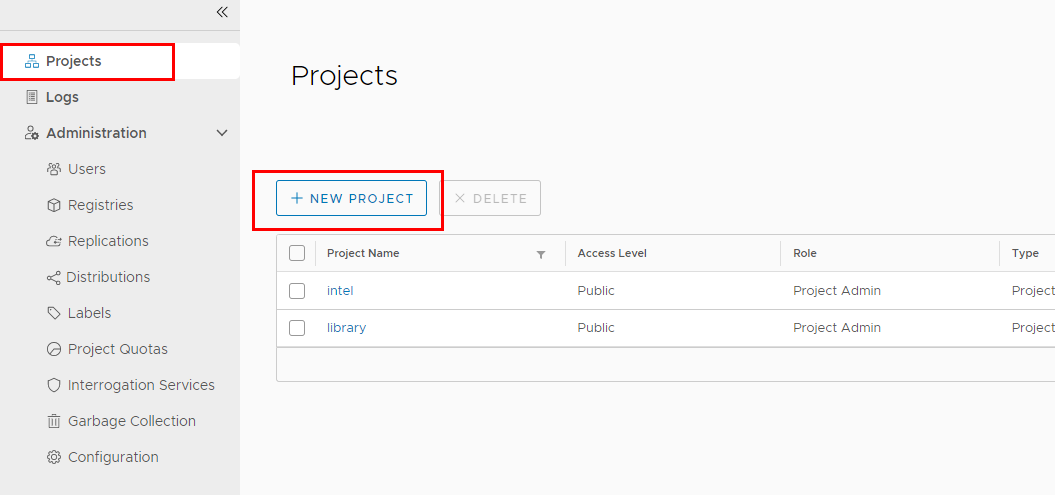 Projects
Logs
Administration
Users
Registries
Replications
Distributions
Labels
Project Quotas
Interrogation Services
Garbage Collection
Configuration
Projects
NEW PROJECT DELETE
Project Name Access Level Role Type
intel Public Project Admin Project
library Public Project Admin Project